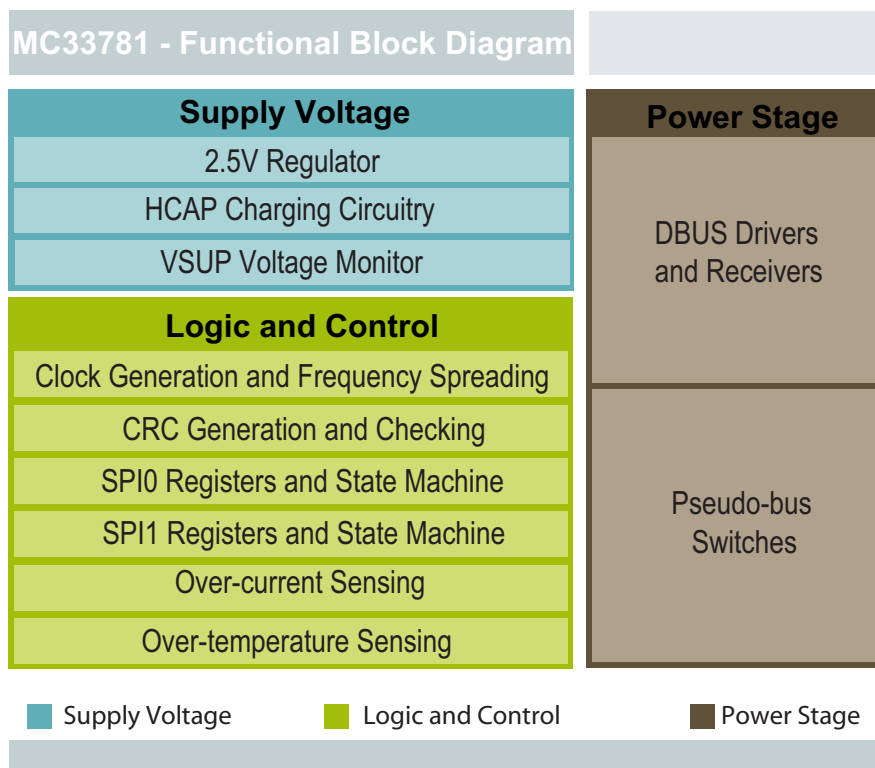 MC33781 - Functional Block Diagram
Supply Voltage
2.5V Regulator
HCAP Charging Circuitry
VSUP Voltage Monitor
Logic and Control
Clock Generation and Frequency Spreading
CRC Generation and Checking
SPI0 Registers and State Machine
SPI1 Registers and State Machine
Over-current Sensing
Over-temperature Sensing
Power Stage
DBUS Drivers
and Receivers
Pseudo-bus
Switches
Supply Voltage
Logic and Control
Power Stage